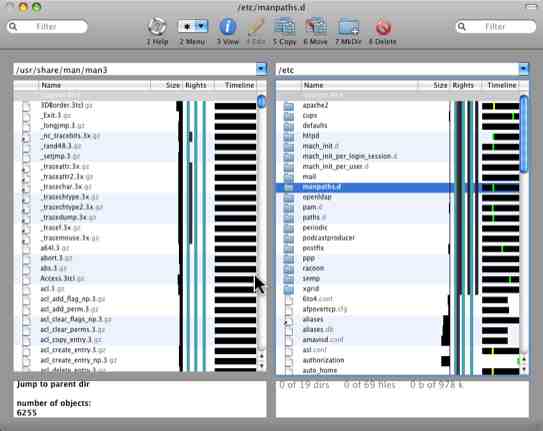 /etc/manpaths.d
Filter
2 Help
2 Menu
3 View
4 Edit
5 Copy
6 Move
7 MkDir
8 Delete
Filter
/usr/share/man/man3
Name Size Rights Timeline
3DBorder.3tcl.gz
_Exit.3.gz
_longjmp.3.gz
_nc_tracebits.3x.gz
_rand48.3.gz
_setjmp.3.gz
_traceattr.3x.gz
_traceattr2.3x.gz
_tracechar.3x.gz
_tracechtype.3x.gz
_tracechtype2.3x.gz
_tracedump.3x.gz
_tracef.3x.gz
_tracemouse.3x.gz
a64l.3.gz
abort.3.gz
abs.3.gz
Access.3tcl.gz
acl.3.gz
acl_add_flag_np.3.gz
acl_add_perm.3.gz
acl_clear_flags_np.3.gz
acl_clear_perms.3.gz
acl_copy_entry.3.gz
acl_create_entry.3.gz
acl_create_entry_np.3.gz
acl_delete_entry.3.gz
Jump to parent dir
number of objects:
6255
/etc
Name Size Rights Timeline
apache2
cups
defaults
httpd
mach_init.d
mach_init_per_login_session.d
mach_init_per_user.d
mail
manpaths.d
openldap
pam.d
paths.d
periodic
podcastproducer
postfix
ppp
racoon
snmp
xgrid
6to4.conf
afpovertcp.cfg
aliases
aliases.db
amavisd.conf
asl.conf
authorization
auto_home
0 of 19 dirs 0 of 69 files 0 b of 978 k